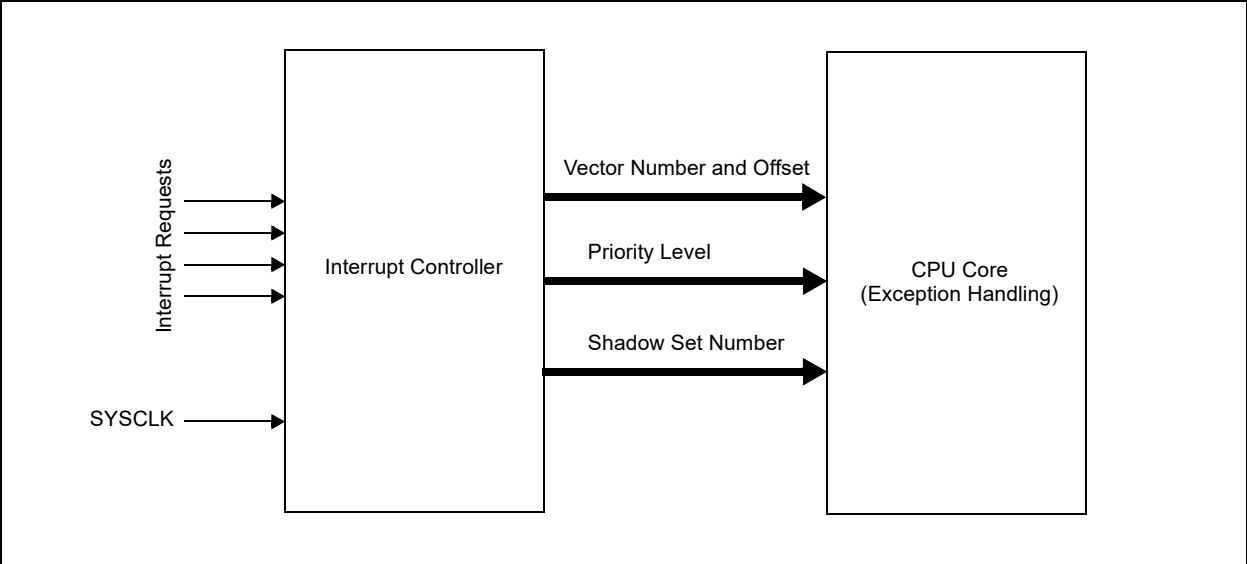 Interrupt Requests
SYSCLK
Interrupt Controller
Vector Number and Offset
Priority Level
Shadow Set Number
CPU Core
(Exception Handling)